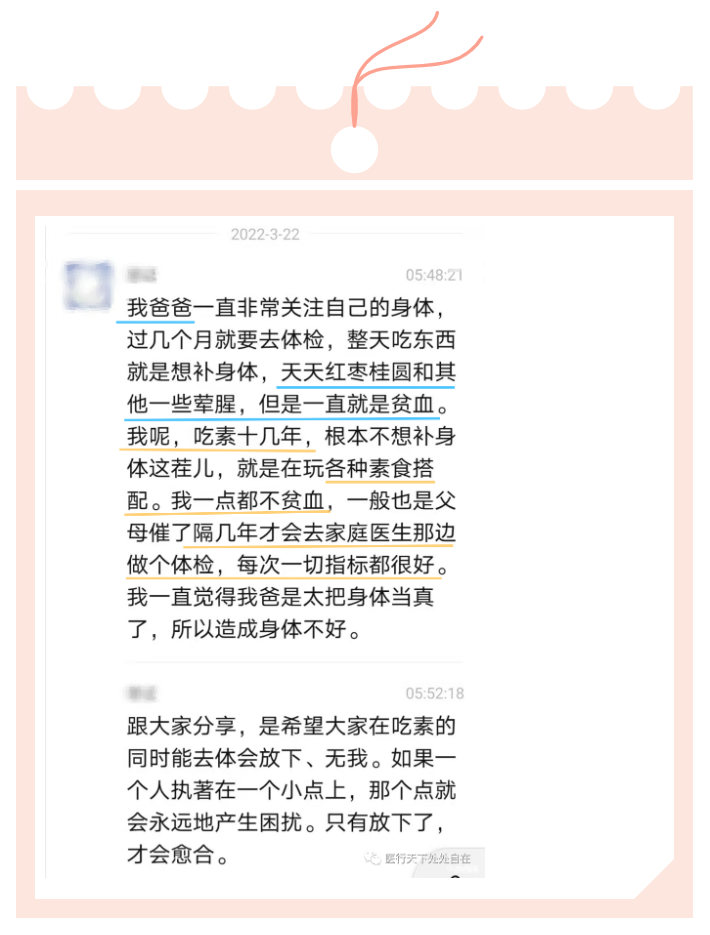 2022-3-22
05:48:21
我爸爸一直非常关注自己的身体，
过几个月就要去体检，整天吃东西
就是想补身体，天天红枣桂圆和其
他一些荤腥，但是一直就是贫血。
我呢，吃素十几年，根本不想补身
体这茬儿，就是在玩各种素食搭
配。我一点都不贫血，一般也是父
母催了隔几年才会去家庭医生那边
做个体检，每次一切指标都很好。
我一直觉得我爸是太把身体当真
了，所以造成身体不好。
05:52:18
跟大家分享，是希望大家在吃素的
同时能去体会放下、无我。如果一
个人执著在一个小点上，那个点就
会永远地产生困扰。只有放下了，
才会愈合。
医行天下处处自在